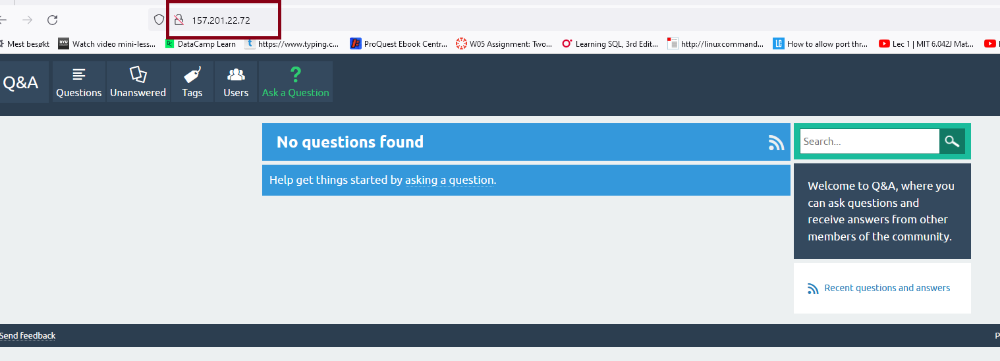 157.201.22.72
Mest besøkt BYU Watch video mini-less... DataCamp Learn https://www.typing.c... ProQuest Ebook Centr... W05 Assignment: Two... Learning SQL, 3rd Edit... http://linuxcommand... LC How to allow port thr... Lec 1 | MIT 6.042J Mat...
Q&A
Questions Unanswered Tags Users Ask a Question
No questions found
Search...
Help get things started by asking a question.
Welcome to Q&A, where you
can ask questions and
receive answers from other
members of the community.
Recent questions and answers
Send feedback
P